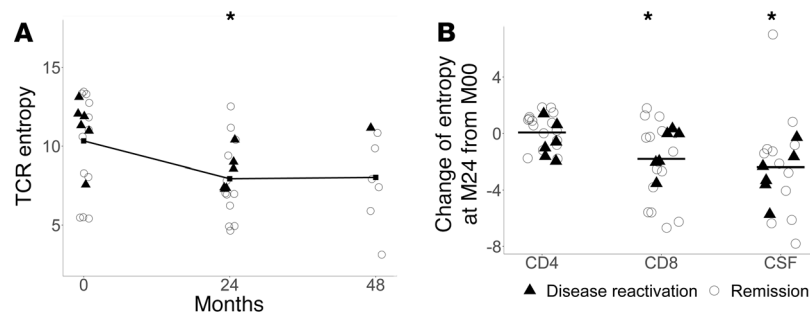 A
*
TCR entropy
15
10
5
0
24
48
Months
B
*
*
Change of entropy
at M24 from M00
4
0
-4
-8
CD4
CD8
CSF
Disease reactivation
Remission